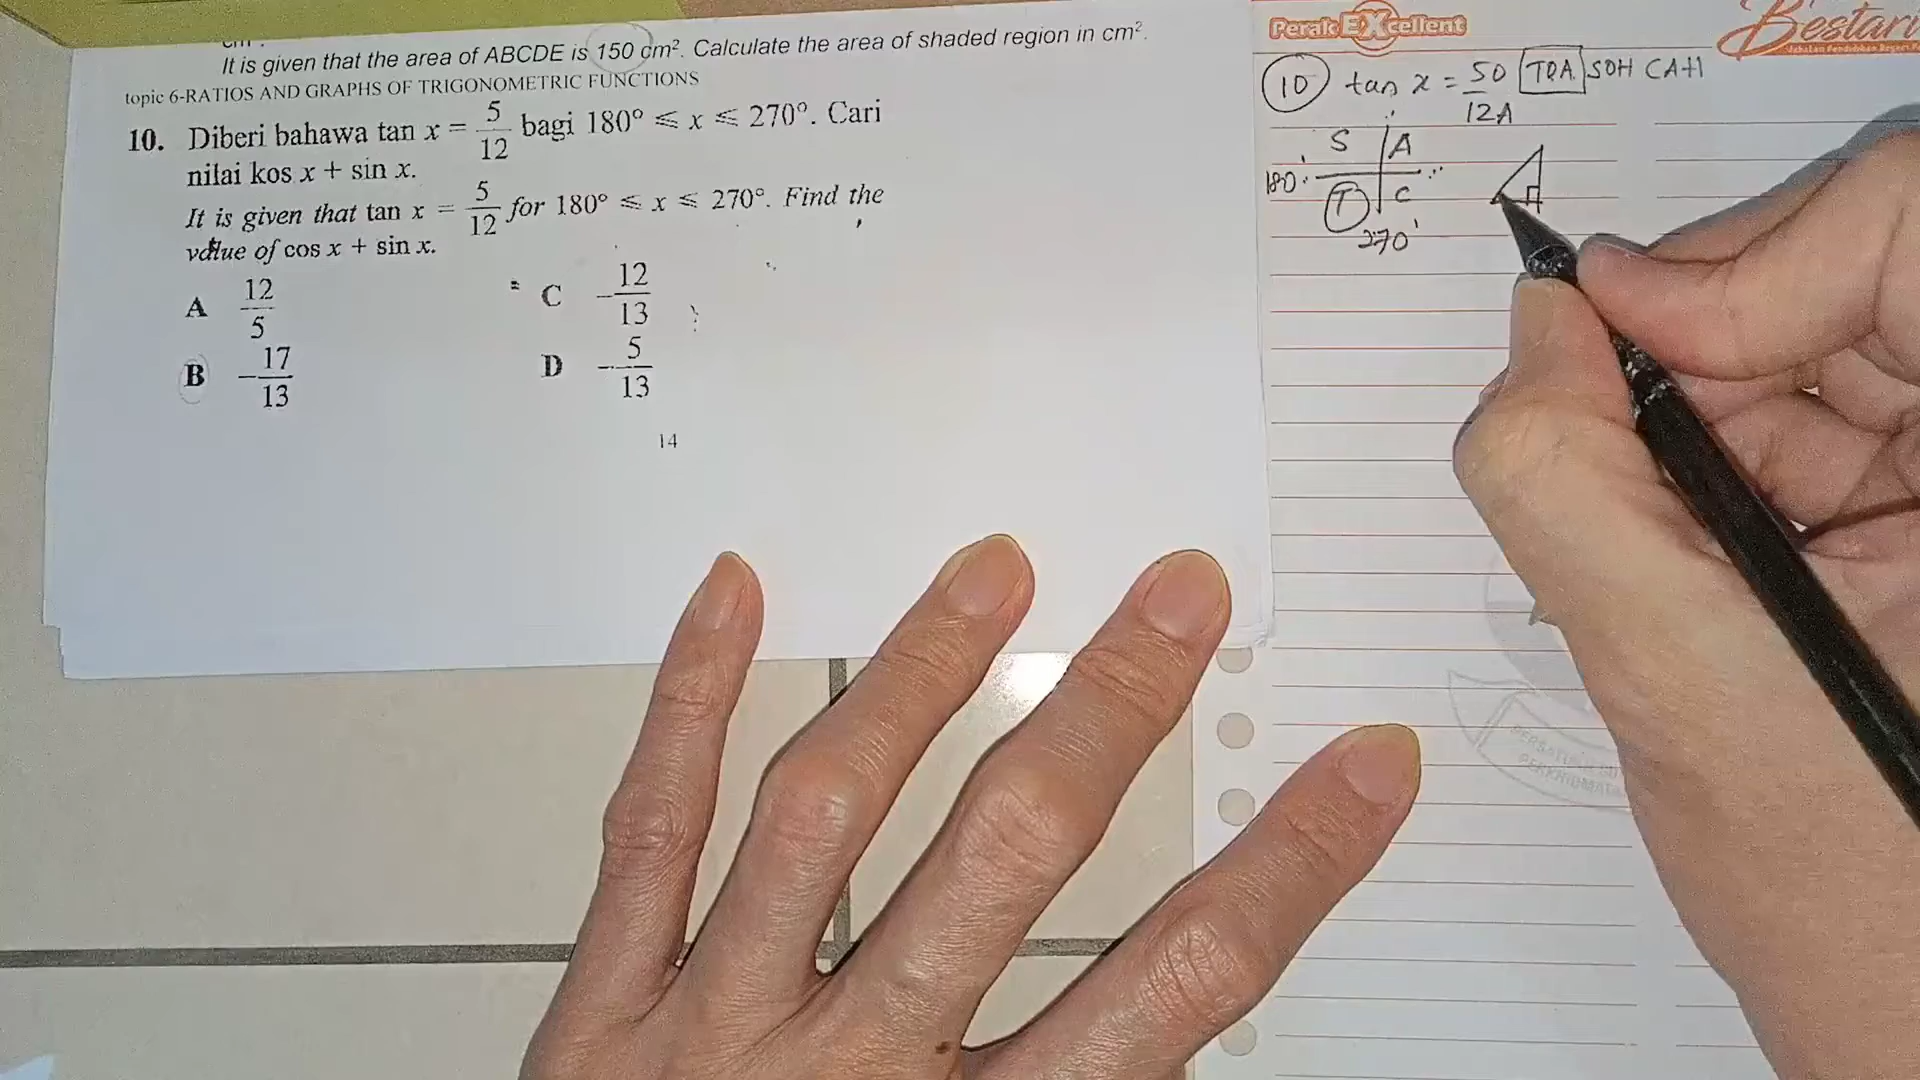 It is given that the area of ABCDE is 150 cm². Calculate the area of shaded region in cm².
topic 6-RATIOS AND GRAPHS OF TRIGONOMETRIC FUNCTIONS
10. Diberi bahawa tan x = 5/12 bagi 180° ≤ x ≤ 270°. Cari
nilai kos x + sin x.
It is given that tan x = 5/12 for 180° ≤ x ≤ 270°. Find the
value of cos x + sin x.
A 12/5
B -17/13
C -12/13
D -5/13
14
Perak EXcellent
Bestari
10 tan x = 5O/12A TOA SOH CAH
S A
180°
T C
270°